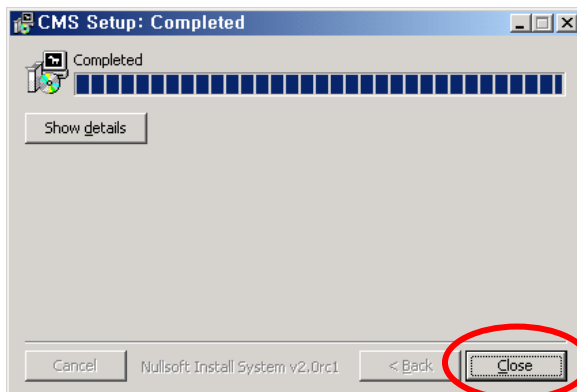 CMS Setup: Completed
Completed
Show details
Cancel
Nullsoft Install System v2.0rc1
< Back
Close